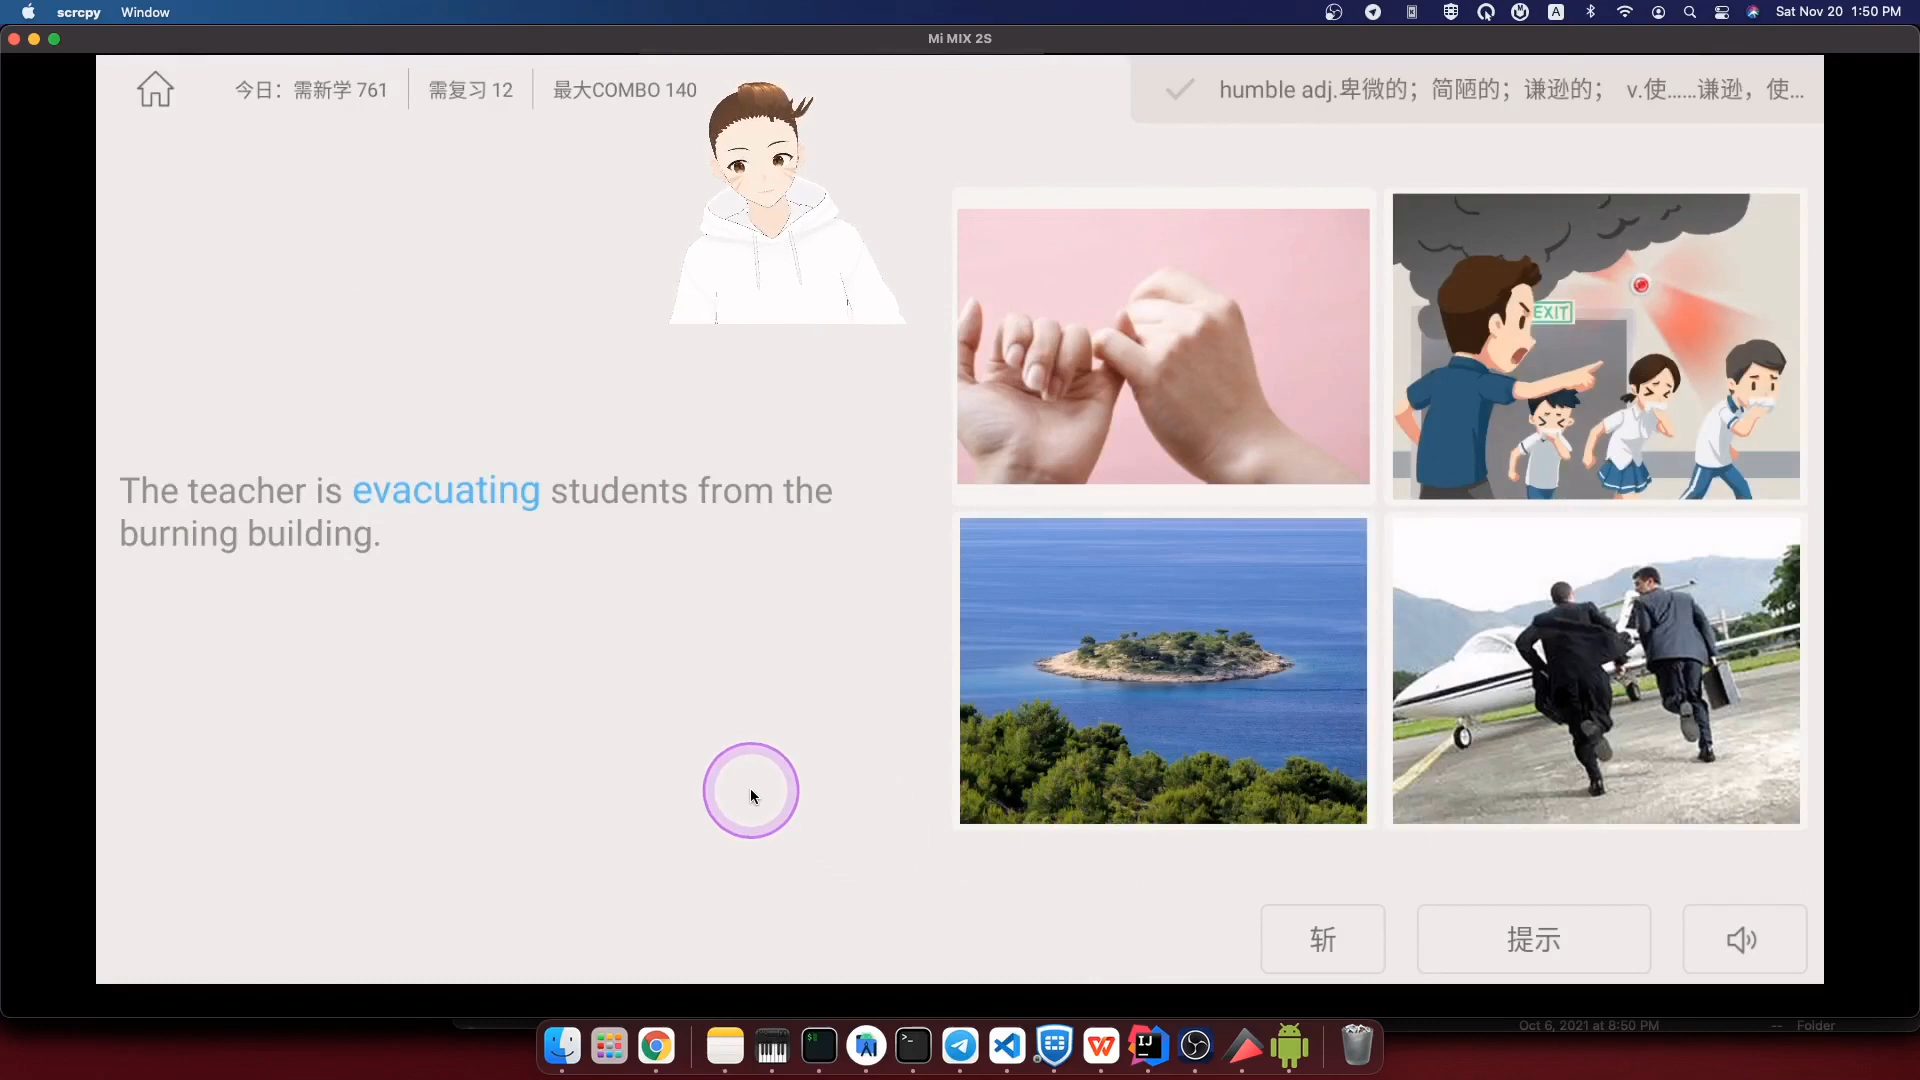 scrcpy Window
A
Sat Nov 20 1:50 PM
Mi MIX 2S
今日：需新学 761
需复习 12
最大COMBO 140
humble adj.卑微的；简陋的；谦逊的； v.使……谦逊，使...
EXIT
The teacher is evacuating students from the
burning building.
斩
提示
Oct 6, 2021 at 8:50 PM -- Folder
IJ